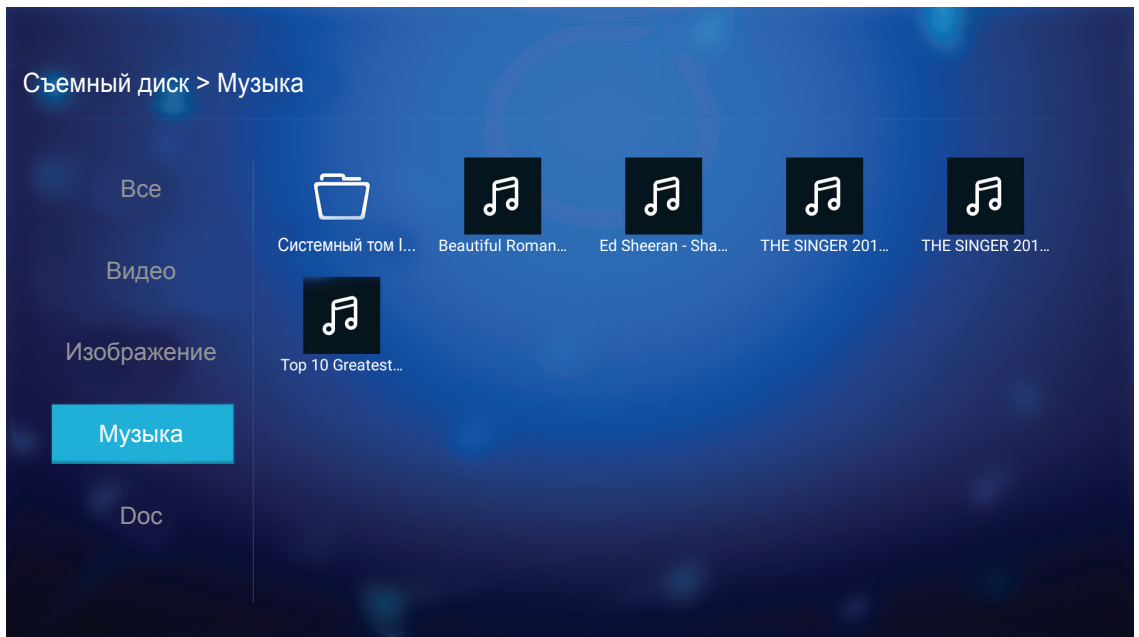 Съемный диск > Музыка
Все
Видео
Изображение
Музыка
Doc
Системный том I...
Beautiful Roman...
Ed Sheeran - Sha...
THE SINGER 201...
THE SINGER 201...
Top 10 Greatest...